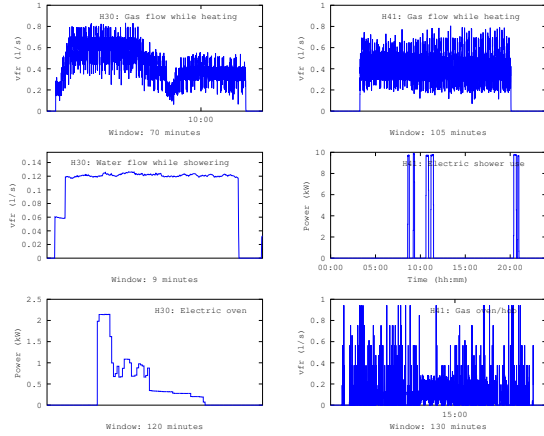 H30: Gas flow while heating
vfr (l/s)
1
0.8
0.6
0.4
0.2
0
10:00
Window: 70 minutes
H41: Gas flow while heating
vfr (l/s)
1
0.8
0.6
0.4
0.2
0
Window: 105 minutes
H30: Water flow while showering
vfr (l/s)
0.14
0.12
0.1
0.08
0.06
0.04
0.02
0
Window: 9 minutes
H41: Electric shower use
Power (kW)
10
8
6
4
2
0
00:00 05:00 10:00 15:00 20:00
Time (hh:mm)
H30: Electric oven
Power (kW)
2.5
2
1.5
1
0.5
0
Window: 120 minutes
H41: Gas oven/hob
vfr (l/s)
1
0.8
0.6
0.4
0.2
0
15:00
Window: 130 minutes